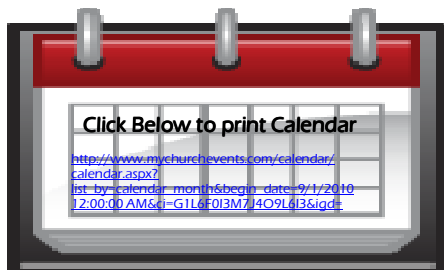 Click Below to print Calendar
http://www.mychurchevents.com/calendar/
calendar.aspx?
list_by=calendar_month&begin_date=9/1/2010
12:00:00 AM&ci=G1L6F0I3M7J4O9L6I3&igd=